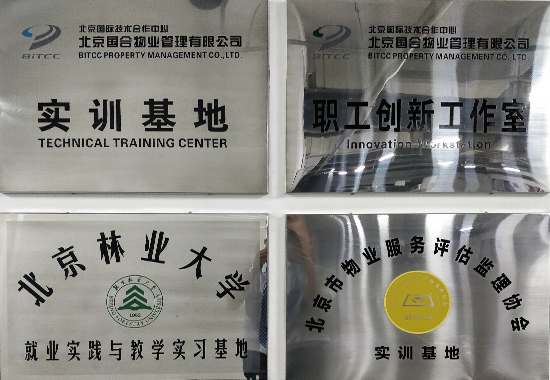 北京国际技术合作中心
北京国合物业管理有限公司
BITCC
BITCC PROPERTY MANAGEMENT CO.,LTD.
实训基地
TECHNICAL TRAINING CENTER
北京国际技术合作中心
北京国合物业管理有限公司
BITCC
BITCC PROPERTY MANAGEMENT CO.,LTD.
职工创新工作室
Innovation Workstation
北京林业大学
1952
就业实践与教学实习基地
北京市物业服务评估监理协会
实训基地